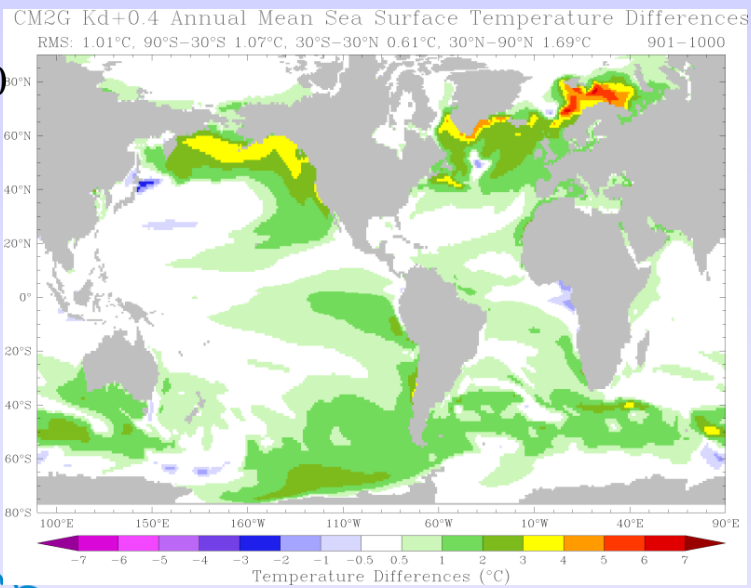 CM2G Kd+0.4 Annual Mean Sea Surface Temperature Differences
RMS: 1.01°C, 90°S−30°S 1.07°C, 30°S−30°N 0.61°C, 30°N−90°N 1.69°C 901−1000
80°N
60°N
40°N
20°N
0°
20°S
40°S
60°S
80°S
100°E 150°E 160°W 110°W 60°W 10°W 40°E 90°E
−7 −6 −5 −4 −3 −2 −1 −0.5 0.5 1 2 3 4 5 6 7
Temperature Differences (°C)